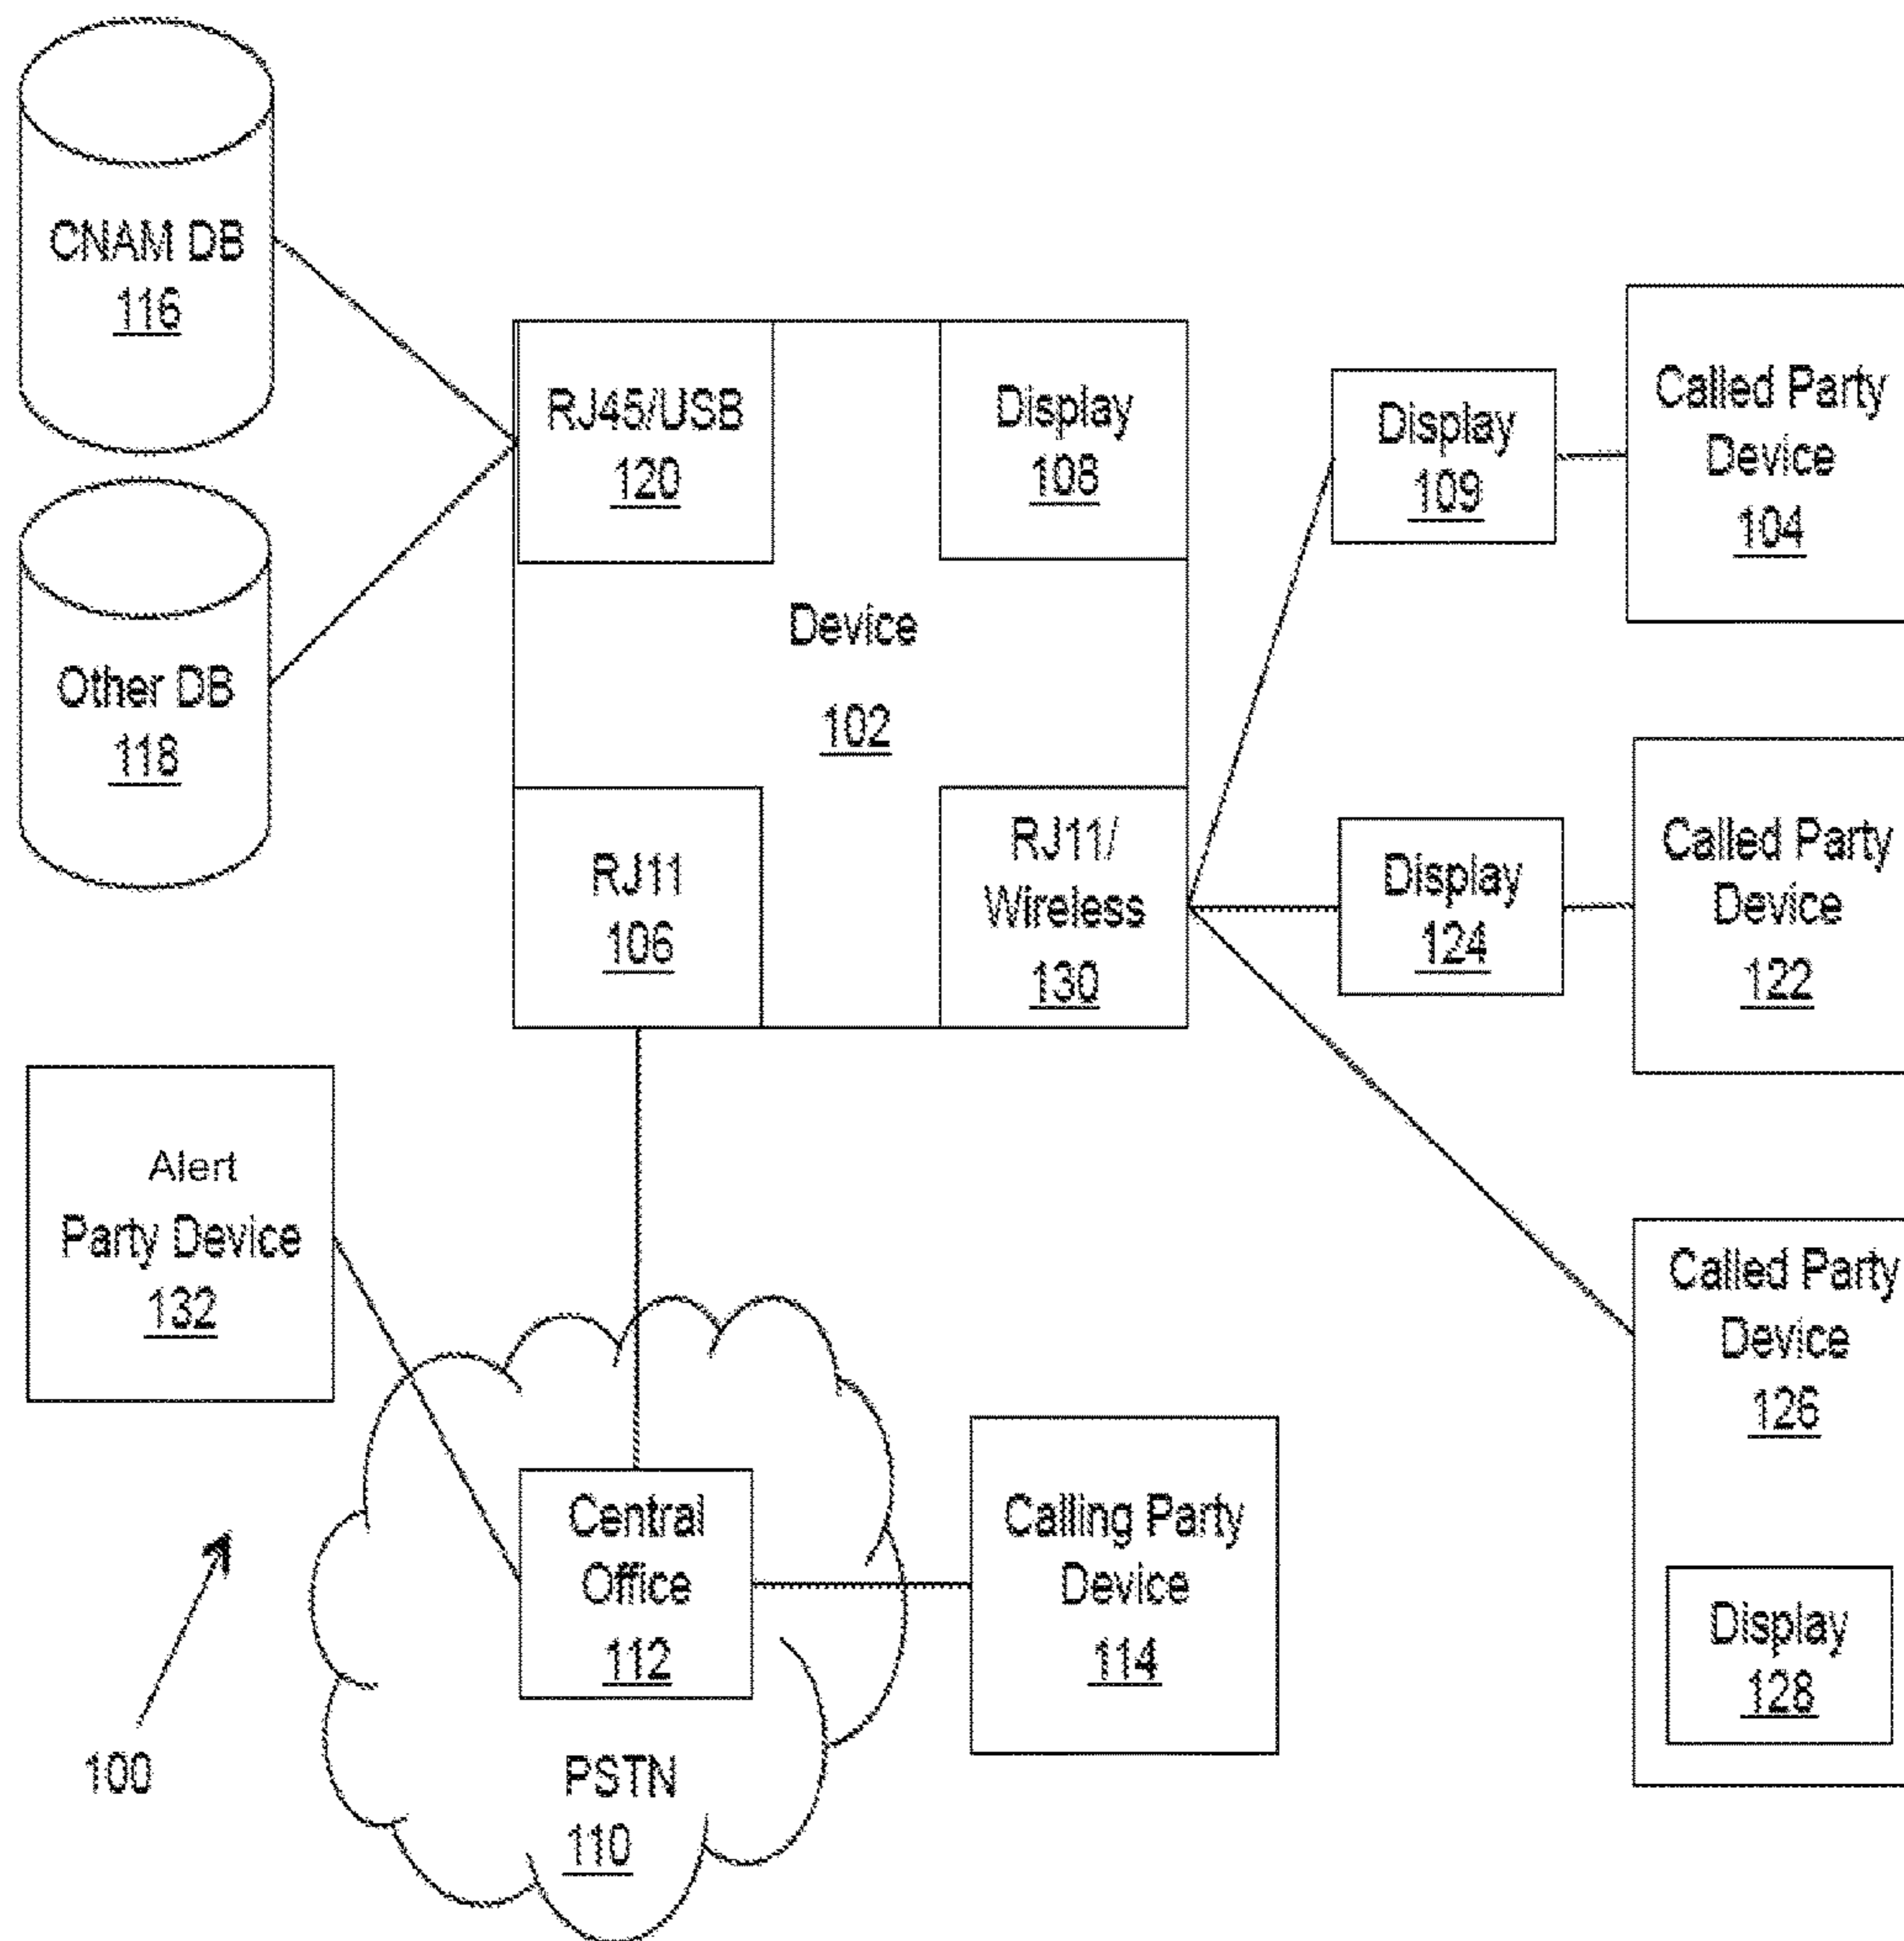 CNAM DB
116
Other DB
118
RJ45/USB
120
Display
108
Device
102
RJ11
106
RJ11/
Wireless
130
Display
109
Called Party
Device
104
Display
124
Called Party
Device
122
Called Party
Device
126
Display
128
Alert
Party Device
132
Central
Office
112
PSTN
110
Calling Party
Device
114
100